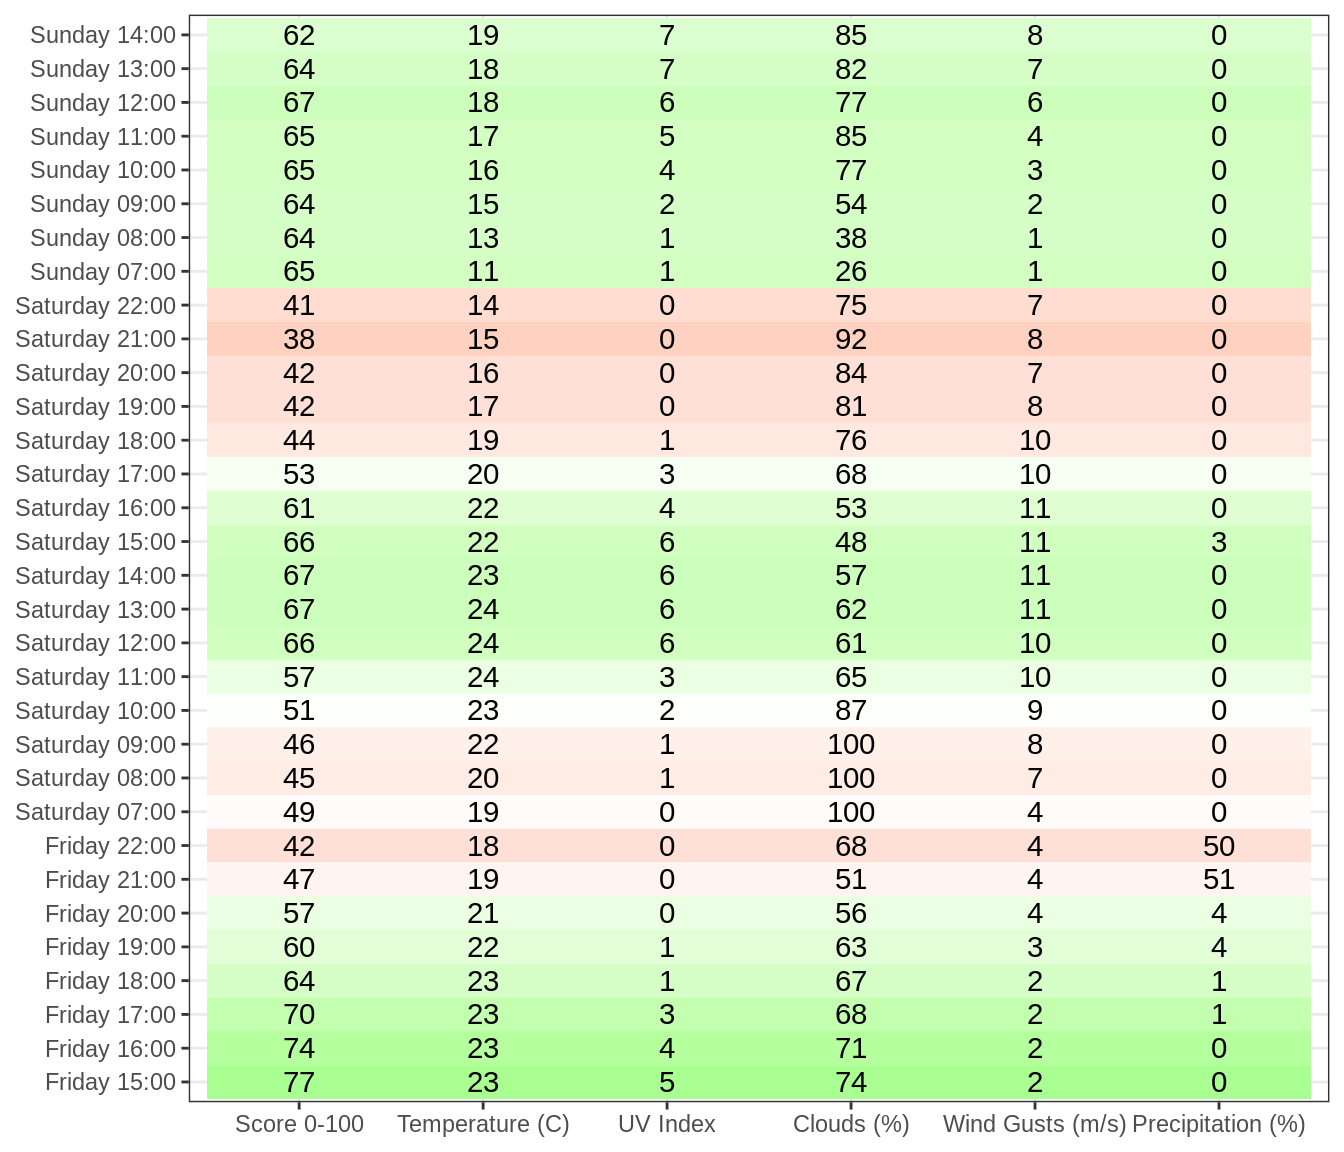 Sunday 14:00 62 19 7 85 8 0
Sunday 13:00 64 18 7 82 7 0
Sunday 12:00 67 18 6 77 6 0
Sunday 11:00 65 17 5 85 4 0
Sunday 10:00 65 16 4 77 3 0
Sunday 09:00 64 15 2 54 2 0
Sunday 08:00 64 13 1 38 1 0
Sunday 07:00 65 11 1 26 1 0
Saturday 22:00 41 14 0 75 7 0
Saturday 21:00 38 15 0 92 8 0
Saturday 20:00 42 16 0 84 7 0
Saturday 19:00 42 17 0 81 8 0
Saturday 18:00 44 19 1 76 10 0
Saturday 17:00 53 20 3 68 10 0
Saturday 16:00 61 22 4 53 11 0
Saturday 15:00 66 22 6 48 11 3
Saturday 14:00 67 23 6 57 11 0
Saturday 13:00 67 24 6 62 11 0
Saturday 12:00 66 24 6 61 10 0
Saturday 11:00 57 24 3 65 10 0
Saturday 10:00 51 23 2 87 9 0
Saturday 09:00 46 22 1 100 8 0
Saturday 08:00 45 20 1 100 7 0
Saturday 07:00 49 19 0 100 4 0
Friday 22:00 42 18 0 68 4 50
Friday 21:00 47 19 0 51 4 51
Friday 20:00 57 21 0 56 4 4
Friday 19:00 60 22 1 63 3 4
Friday 18:00 64 23 1 67 2 1
Friday 17:00 70 23 3 68 2 1
Friday 16:00 74 23 4 71 2 0
Friday 15:00 77 23 5 74 2 0
Score 0-100 Temperature (C) UV Index Clouds (%) Wind Gusts (m/s) Precipitation (%)